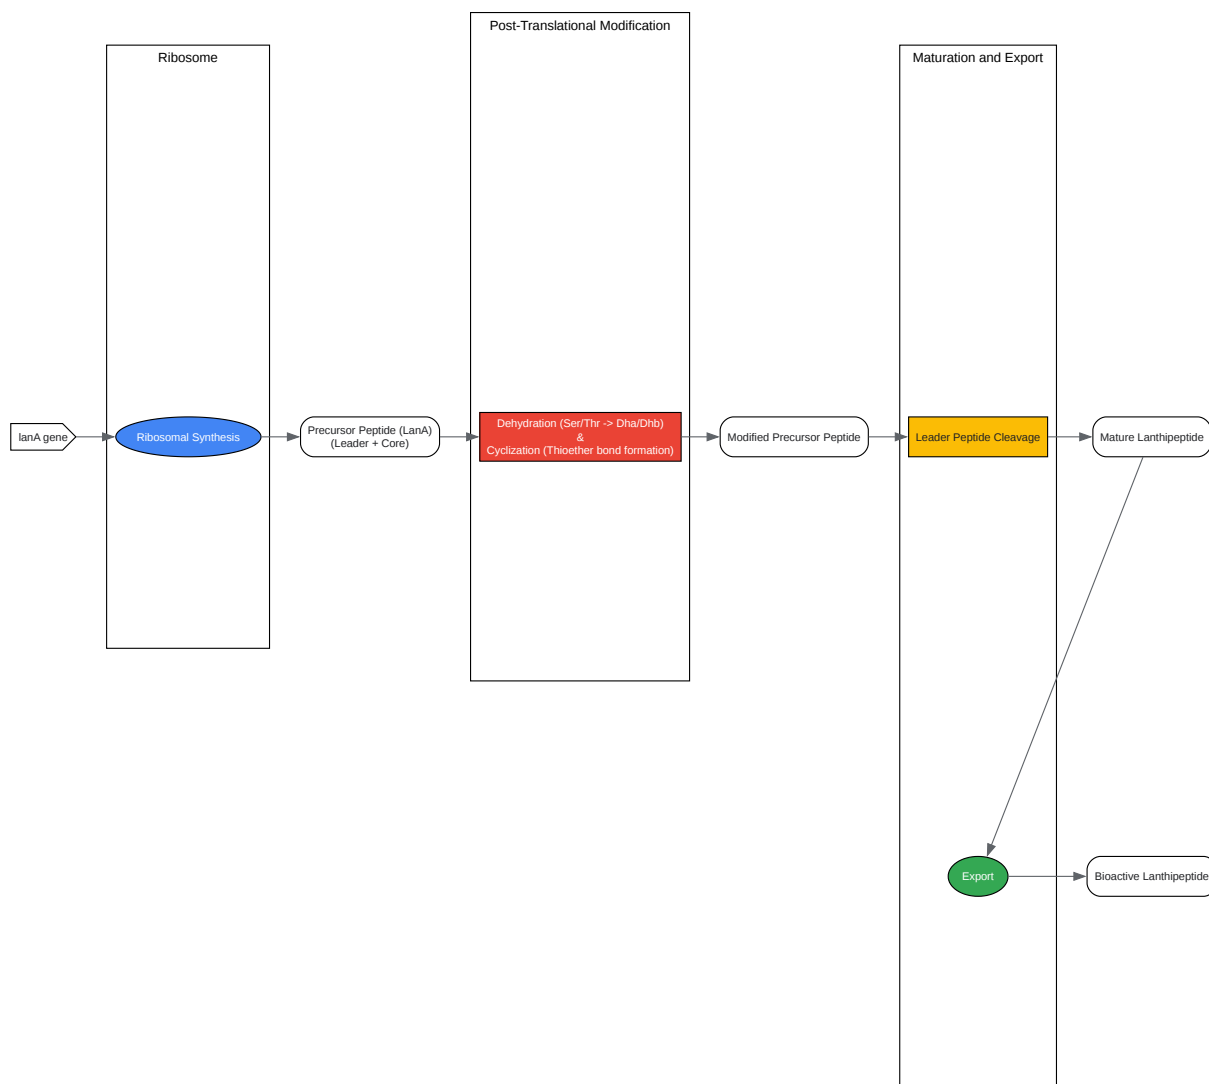 Post-Translational Modification
Ribosome
Maturation and Export
lanA gene
Ribosomal Synthesis
Precursor Peptide (LanA)
(Leader + Core)
Dehydration (Ser/Thr -> Dha/Dhb)
&
Cyclization (Thioether bond formation)
Modified Precursor Peptide
Leader Peptide Cleavage
Mature Lanthipeptide
Export
Bioactive Lanthipeptide